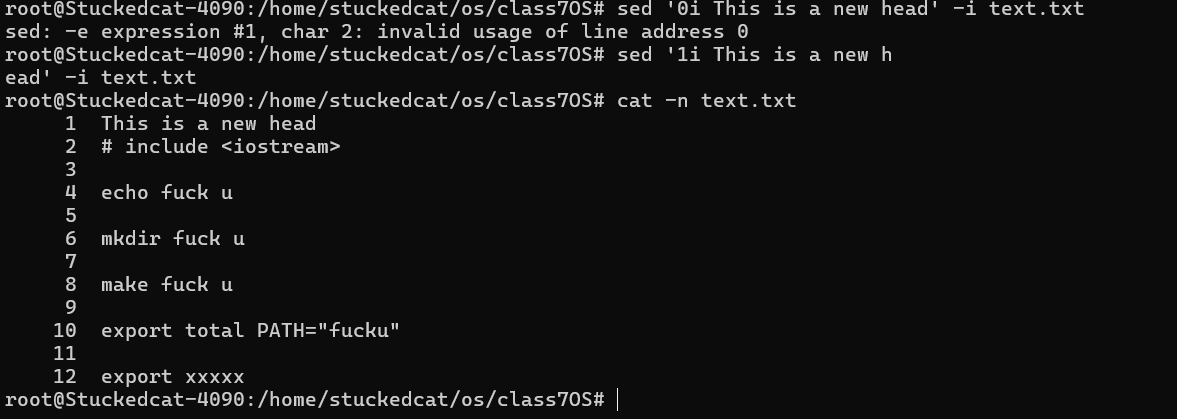 root@Stuckedcat-4090:/home/stuckedcat/os/class7OS# sed '0i This is a new head' -i text.txt
sed: -e expression #1, char 2: invalid usage of line address 0
root@Stuckedcat-4090:/home/stuckedcat/os/class7OS# sed '1i This is a new h
ead' -i text.txt
root@Stuckedcat-4090:/home/stuckedcat/os/class7OS# cat -n text.txt
     1  This is a new head
     2  # include <iostream>
     3
     4  echo fuck u
     5
     6  mkdir fuck u
     7
     8  make fuck u
     9
    10  export total PATH="fucku"
    11
    12  export xxxxx
root@Stuckedcat-4090:/home/stuckedcat/os/class7OS#